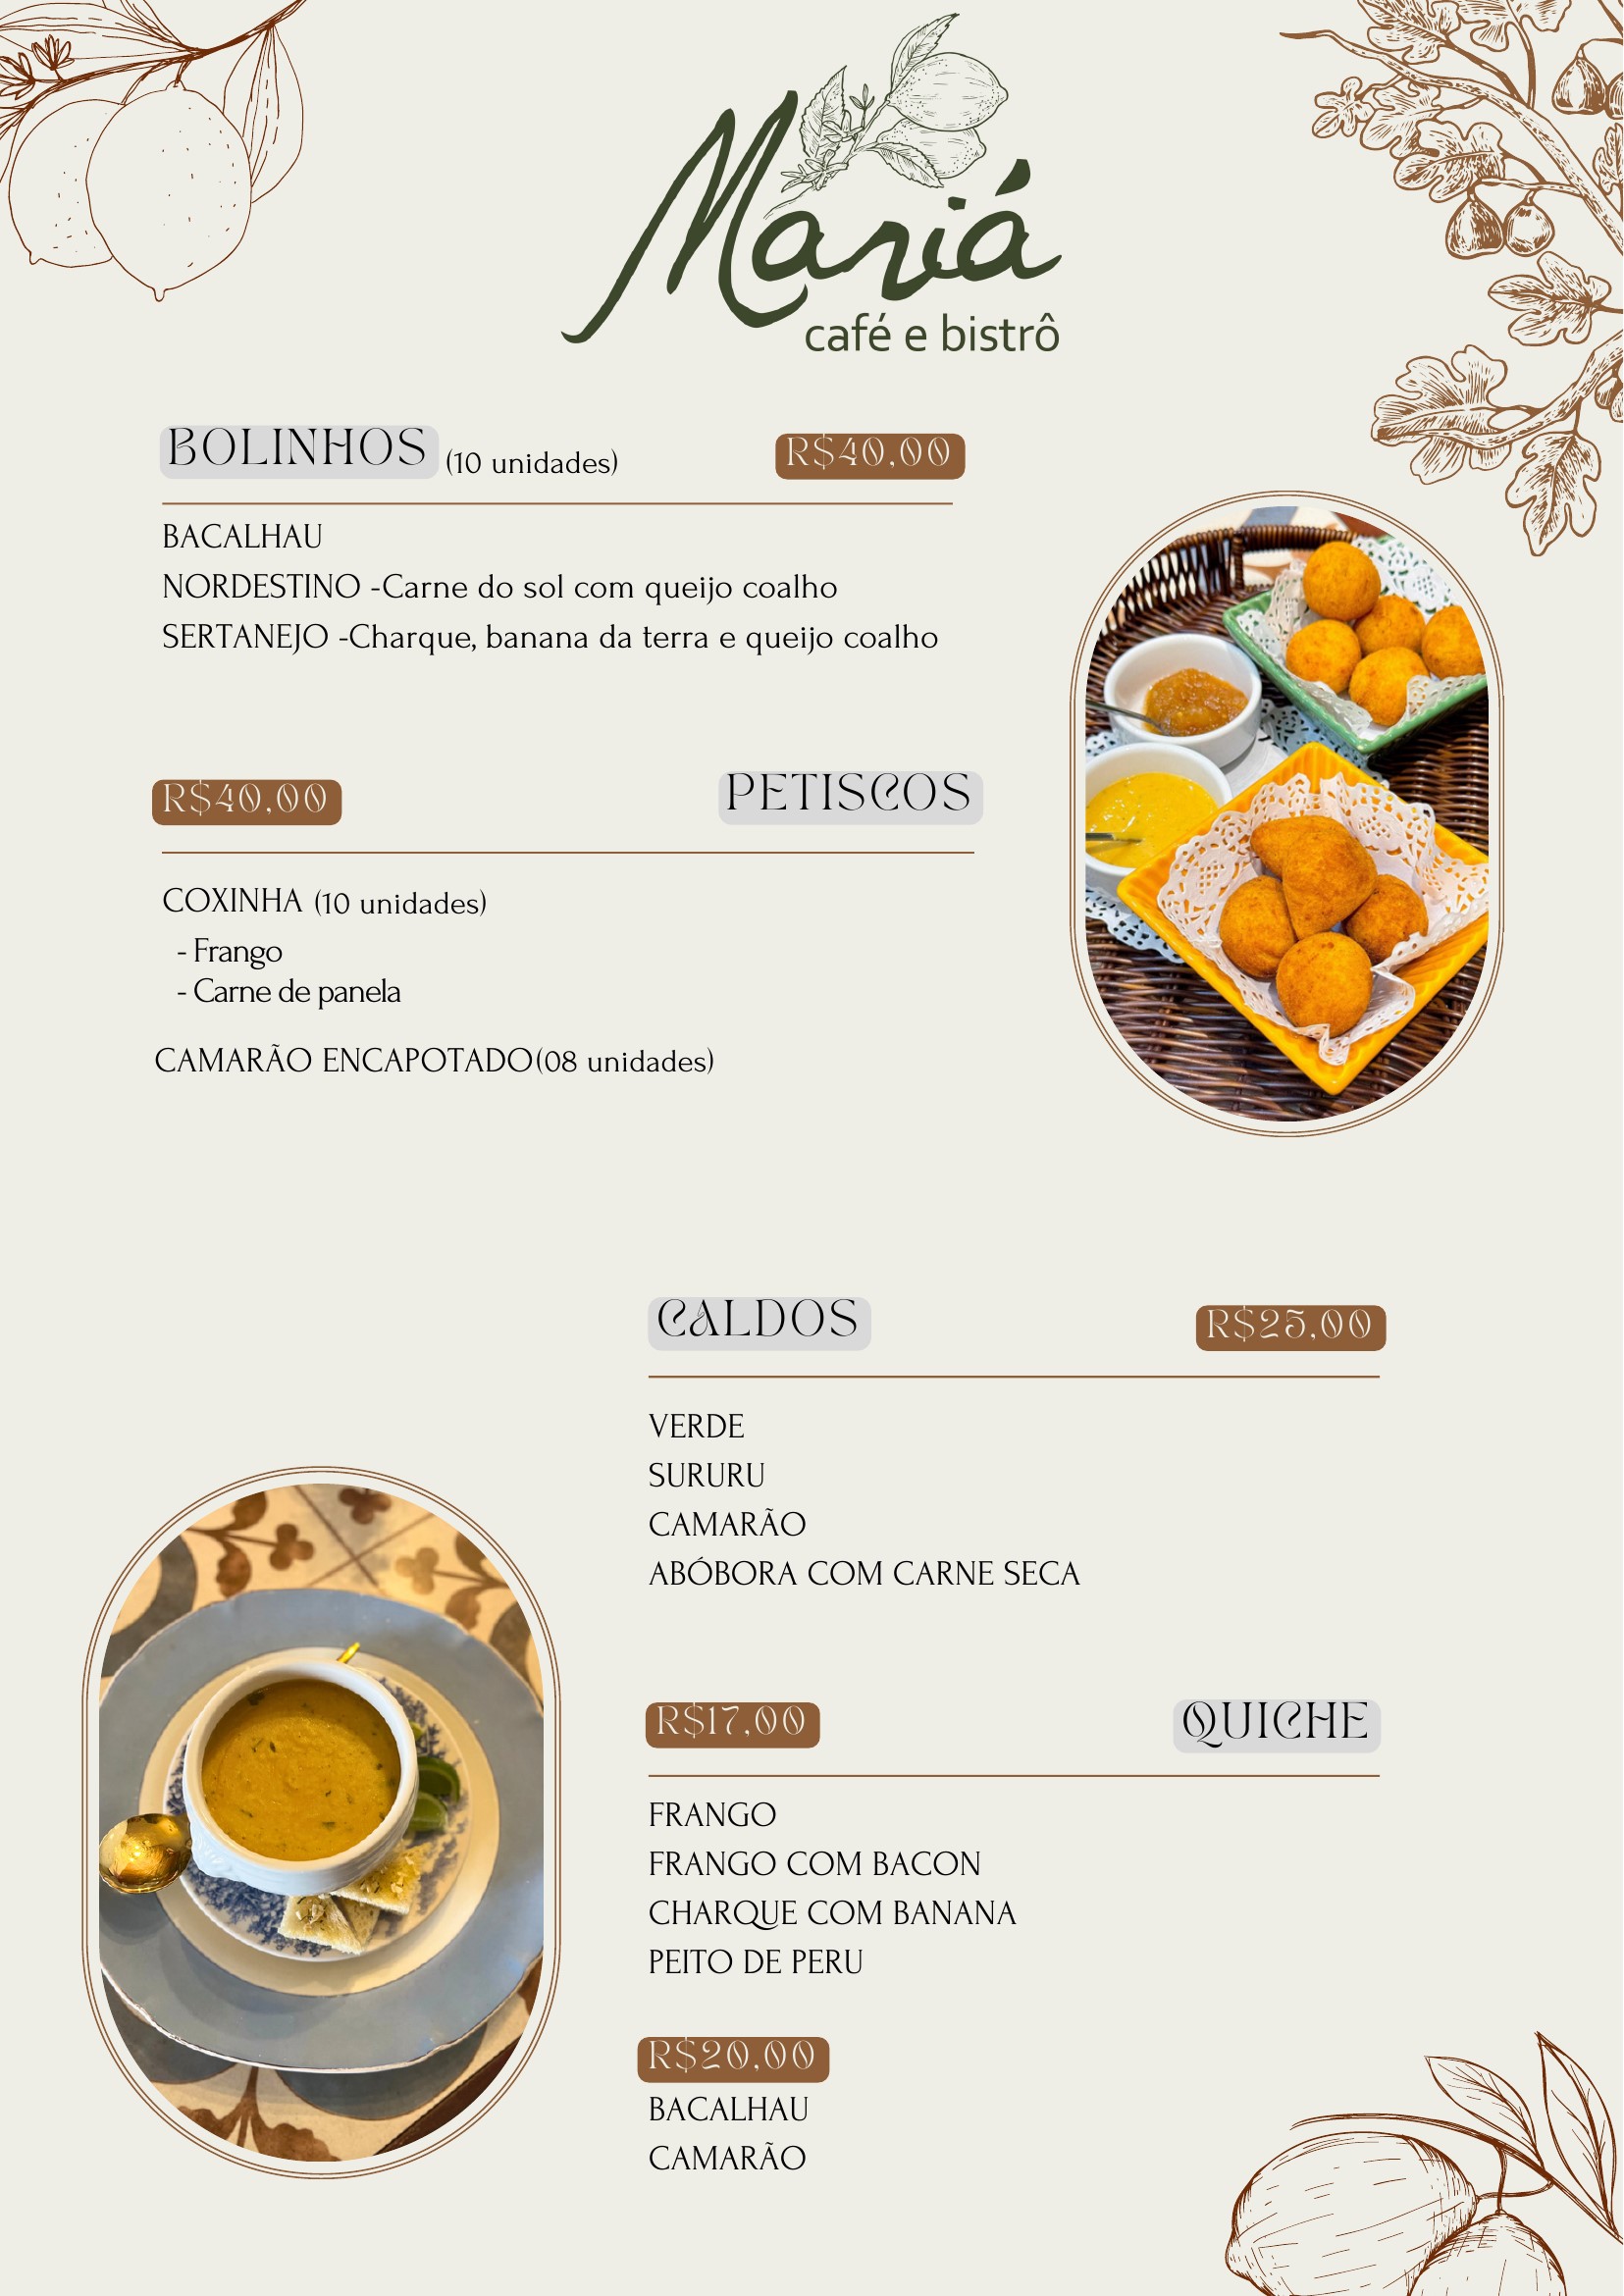 Mariá
café e bistrô
BOLINHOS (10 unidades) R$40,00
BACALHAU
NORDESTINO -Carne do sol com queijo coalho
SERTANEJO -Charque, banana da terra e queijo coalho
R$40,00 PETISCOS
COXINHA (10 unidades)
- Frango
- Carne de panela
CAMARÃO ENCAPOTADO(08 unidades)
CALDOS R$25,00
VERDE
SURURU
CAMARÃO
ABÓBORA COM CARNE SECA
R$17,00 QUICHE
FRANGO
FRANGO COM BACON
CHARQUE COM BANANA
PEITO DE PERU
R$20,00
BACALHAU
CAMARÃO